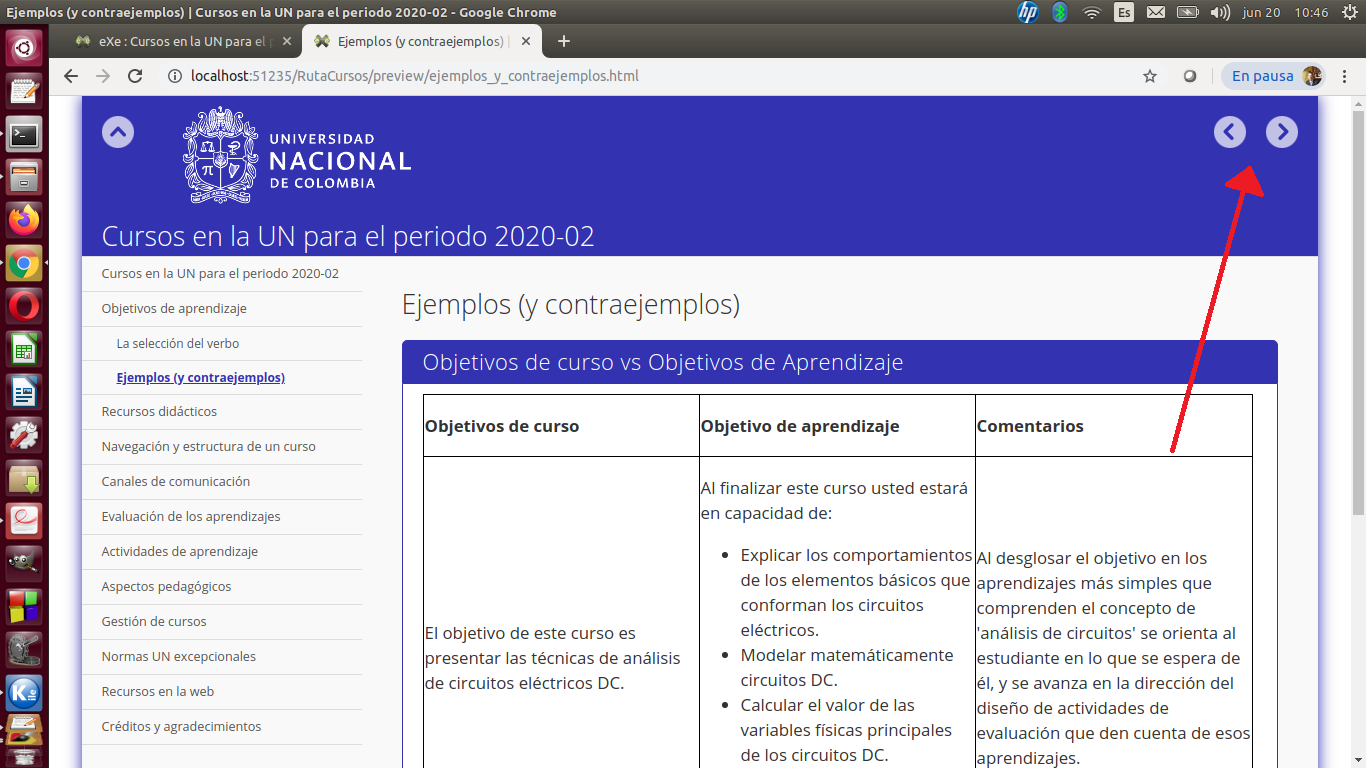 Ejemplos (y contraejemplos) | Cursos en la UN para el periodo 2020-02 - Google Chrome
hp
Es
jun 20
10:46
eXe : Cursos en la UN para el p
Ejemplos (y contraejemplos) |
localhost:51235/RutaCursos/preview/ejemplos_y_contraejemplos.html
En pausa
UNIVERSIDAD
NACIONAL
DE COLOMBIA
Cursos en la UN para el periodo 2020-02
Cursos en la UN para el periodo 2020-02
Objetivos de aprendizaje
La selección del verbo
Ejemplos (y contraejemplos)
Recursos didácticos
Navegación y estructura de un curso
Canales de comunicación
Evaluación de los aprendizajes
Actividades de aprendizaje
Aspectos pedagógicos
Gestión de cursos
Normas UN excepcionales
Recursos en la web
Créditos y agradecimientos
Ejemplos (y contraejemplos)
Objetivos de curso vs Objetivos de Aprendizaje
Objetivos de curso
Objetivo de aprendizaje
Comentarios
El objetivo de este curso es
presentar las técnicas de análisis
de circuitos eléctricos DC.
Al finalizar este curso usted estará
en capacidad de:
• Explicar los comportamientos
de los elementos básicos que
conforman los circuitos
eléctricos.
• Modelar matemáticamente
circuitos DC.
• Calcular el valor de las
variables físicas principales
de los circuitos DC.
Al desglosar el objetivo en los
aprendizajes más simples que
comprenden el concepto de
'análisis de circuitos' se orienta al
estudiante en lo que se espera de
él, y se avanza en la dirección del
diseño de actividades de
evaluación que den cuenta de esos
aprendizajes.